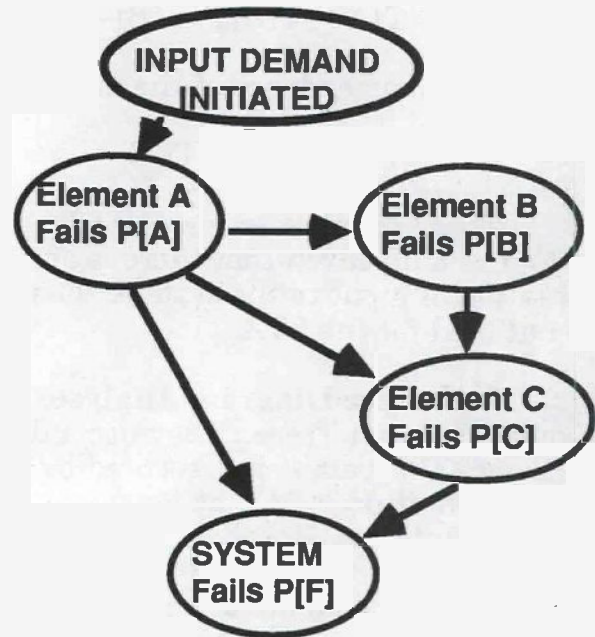 INPUT DEMAND
INITIATED
Element A
Fails P[A]
Element B
Fails P[B]
Element C
Fails P[C]
SYSTEM
Fails P[F]